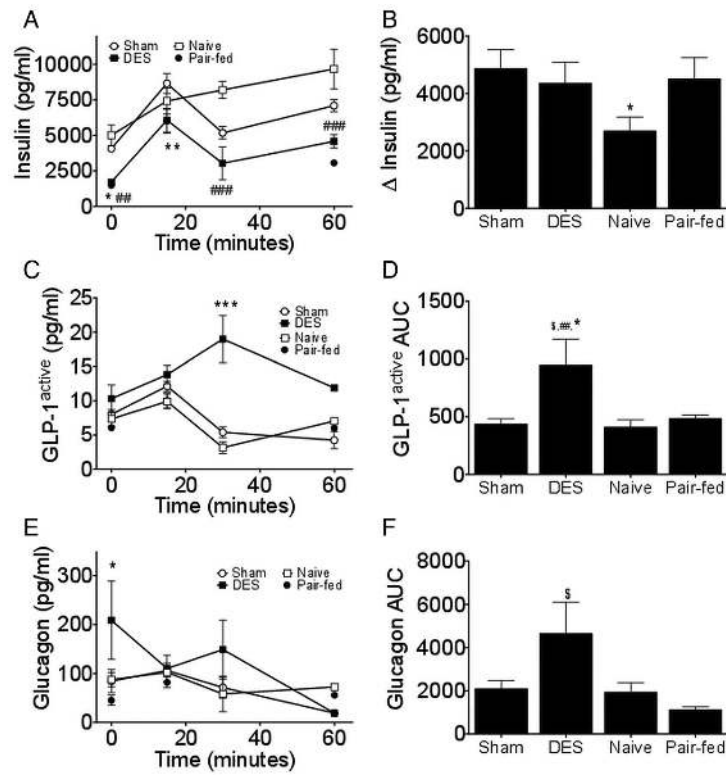 A
Sham
Naive
DES
Pair-fed
Insulin (pg/ml)
10000
7500
5000
2500
0
* ##
**
###
###
0 20 40 60
Time (minutes)
B
Δ Insulin (pg/ml)
6000
4000
2000
0
*
Sham DES Naive Pair-fed
C
Sham
DES
Naive
Pair-fed
GLP-1active (pg/ml)
25
20
15
10
5
0
***
0 20 40 60
Time (minutes)
D
GLP-1active AUC
1500
1000
500
0
$,##,*
Sham DES Naive Pair-fed
E
Sham
Naive
DES
Pair-fed
Glucagon (pg/ml)
300
200
100
0
*
0 20 40 60
Time (minutes)
F
Glucagon AUC
8000
6000
4000
2000
0
$
Sham DES Naive Pair-fed